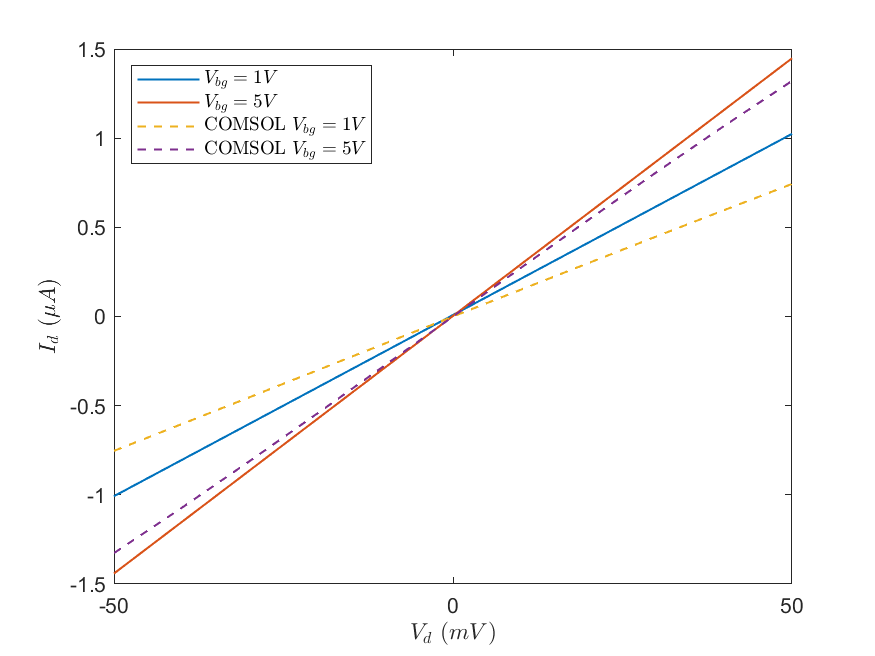 1.5
V_bg = 1V
V_bg = 5V
COMSOL V_bg = 1V
COMSOL V_bg = 5V
1
0.5
0
-0.5
-1
-1.5
I_d (μA)
-50
0
50
V_d (mV)